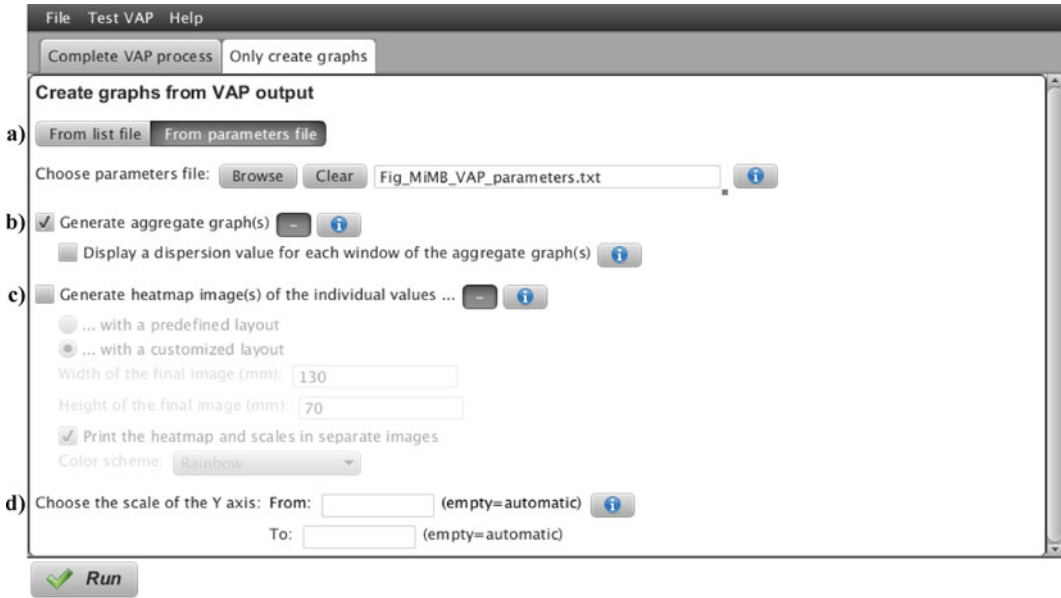 File Test VAP Help
Complete VAP process Only create graphs
Create graphs from VAP output
a) From list file From parameters file
Choose parameters file: Browse Clear Fig_MiMB_VAP_parameters.txt
b) Generate aggregate graph(s) –
Display a dispersion value for each window of the aggregate graph(s)
c) Generate heatmap image(s) of the individual values ... –
... with a predefined layout
... with a customized layout
Width of the final image (mm): 130
Height of the final image (mm): 70
Print the heatmap and scales in separate images
Color scheme: Rainbow
d) Choose the scale of the Y axis: From: (empty=automatic)
To: (empty=automatic)
Run